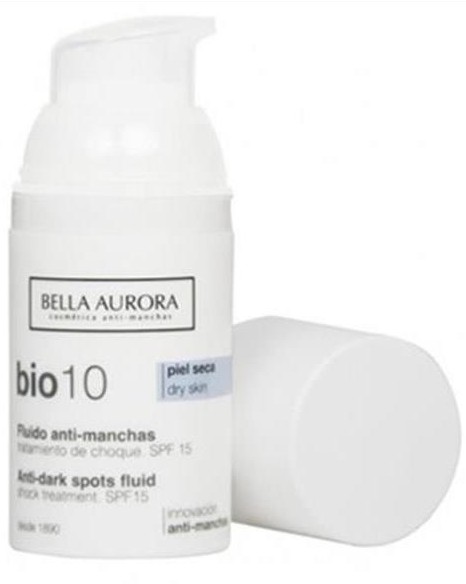 BELLA AURORA
cosmética anti-manchas
bio10
piel seca
dry skin
Fluido anti-manchas
tratamiento de choque. SPF 15
Anti-dark spots fluid
shock treatment. SPF15
innovación
anti-manchas
desde 1890